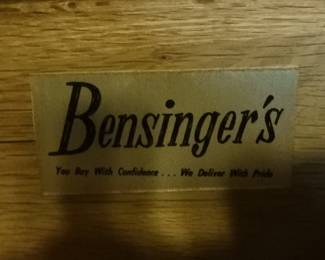 Bensinger's
You Buy With Confidence . . . We Deliver With Pride